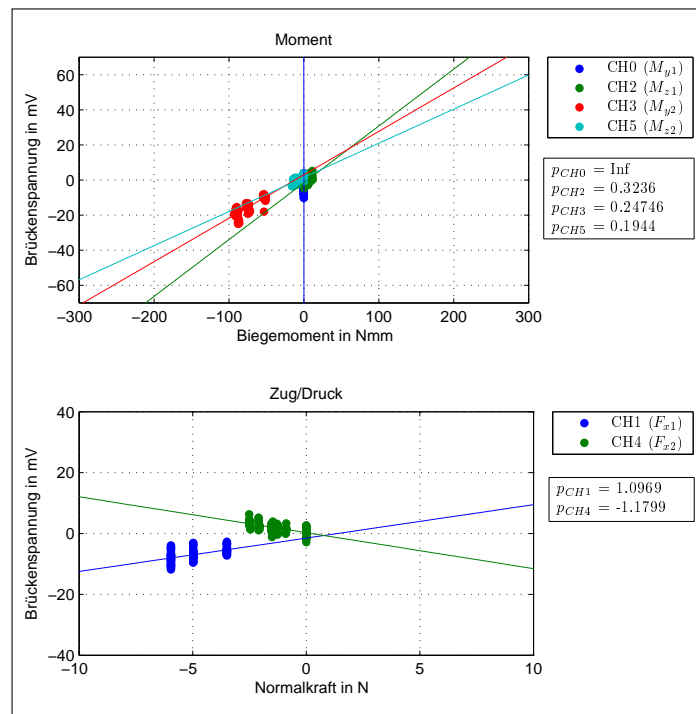 Moment
Brückenspannung in mV
60
40
20
0
−20
−40
−60
−300
−200
−100
0
100
200
300
Biegemoment in Nmm
CH0 (My1)
CH2 (Mz1)
CH3 (My2)
CH5 (Mz2)
pCH0 = Inf
pCH2 = 0.3236
pCH3 = 0.24746
pCH5 = 0.1944
Zug/Druck
Brückenspannung in mV
40
20
0
−20
−40
−10
−5
0
5
10
Normalkraft in N
CH1 (Fx1)
CH4 (Fx2)
pCH1 = 1.0969
pCH4 = -1.1799